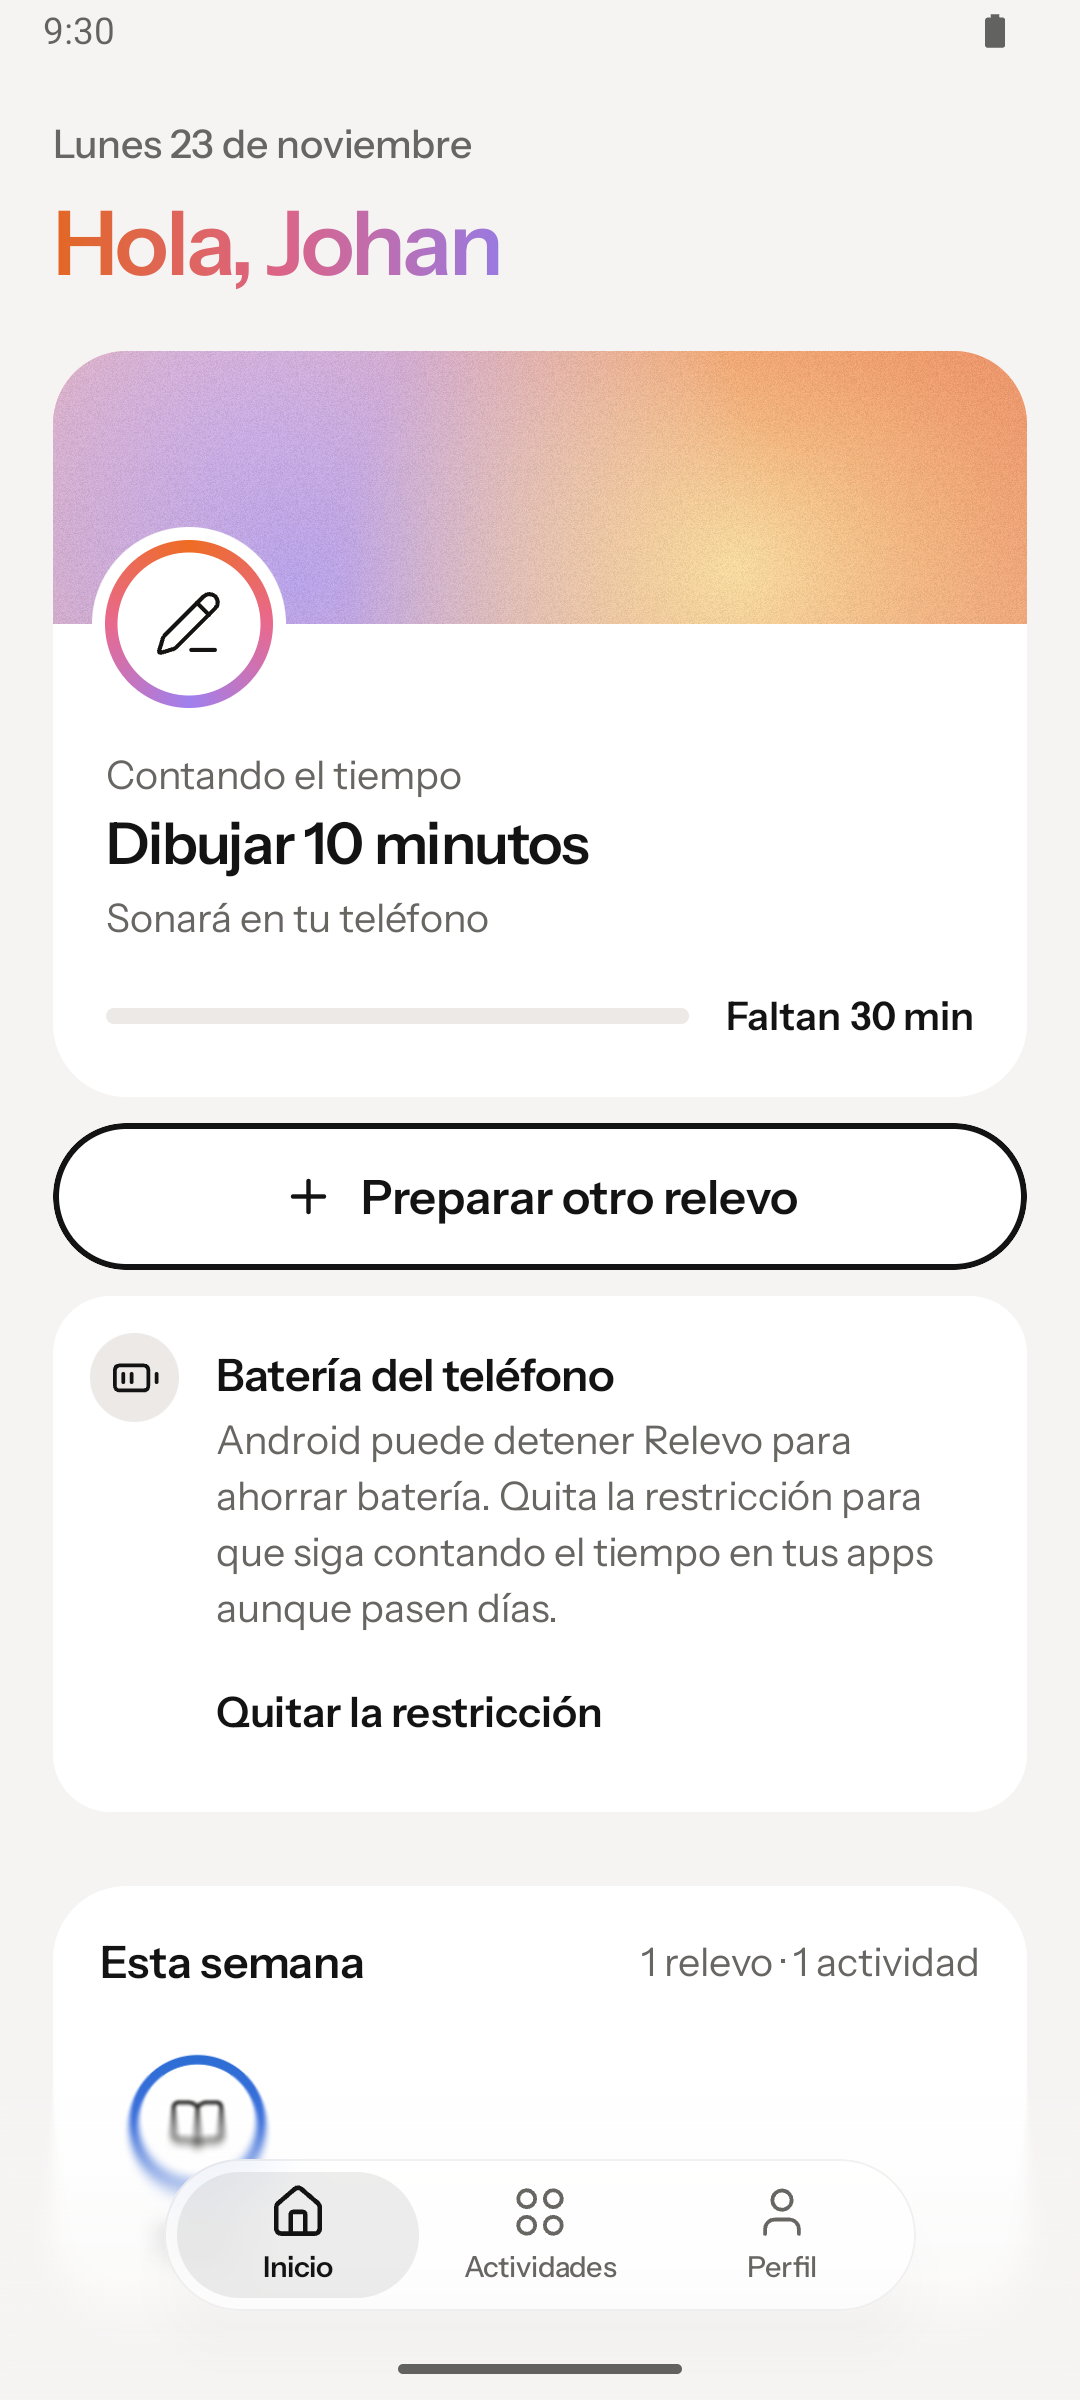 9:30
Lunes 23 de noviembre
Hola, Johan
Contando el tiempo
Dibujar 10 minutos
Sonará en tu teléfono
Faltan 30 min
Preparar otro relevo
Batería del teléfono
Android puede detener Relevo para
ahorrar batería. Quita la restricción para
que siga contando el tiempo en tus apps
aunque pasen días.
Quitar la restricción
Esta semana
1 relevo · 1 actividad
Inicio
Actividades
Perfil